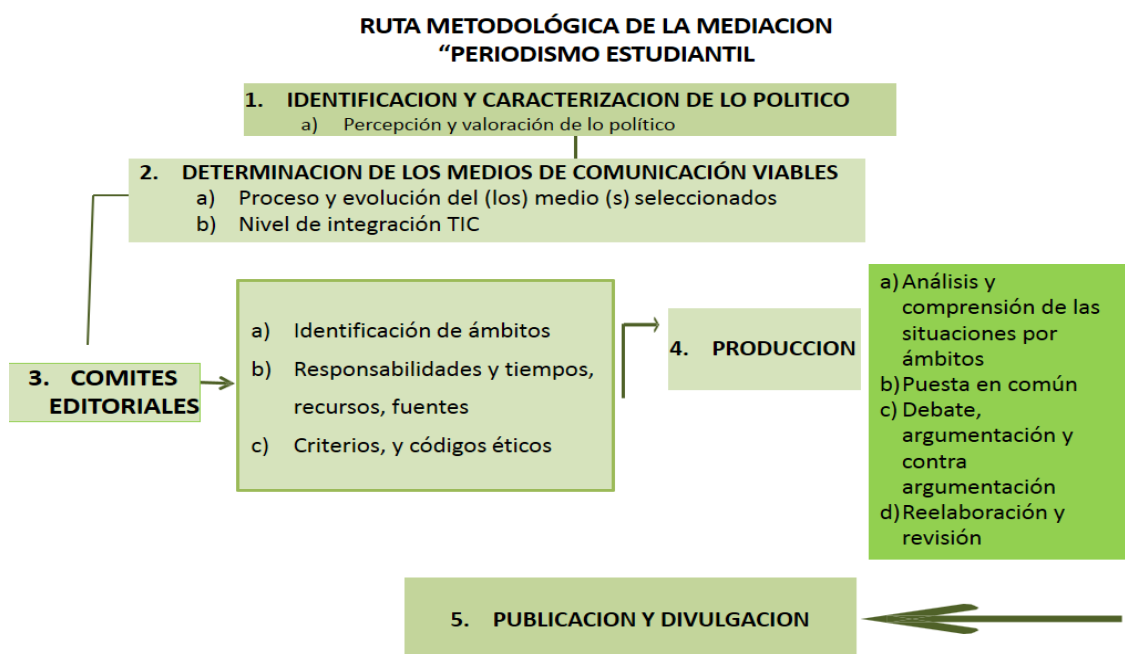 RUTA METODOLÓGICA DE LA MEDIACION
“PERIODISMO ESTUDIANTIL
1. IDENTIFICACION Y CARACTERIZACION DE LO POLITICO
a) Percepción y valoración de lo político
2. DETERMINACION DE LOS MEDIOS DE COMUNICACIÓN VIABLES
a) Proceso y evolución del (los) medio (s) seleccionados
b) Nivel de integración TIC
3. COMITES
EDITORIALES
a) Identificación de ámbitos
b) Responsabilidades y tiempos,
recursos, fuentes
c) Criterios, y códigos éticos
4. PRODUCCION
a) Análisis y
comprensión de las
situaciones por
ámbitos
b) Puesta en común
c) Debate,
argumentación y
contra
argumentación
d) Reelaboración y
revisión
5. PUBLICACION Y DIVULGACION